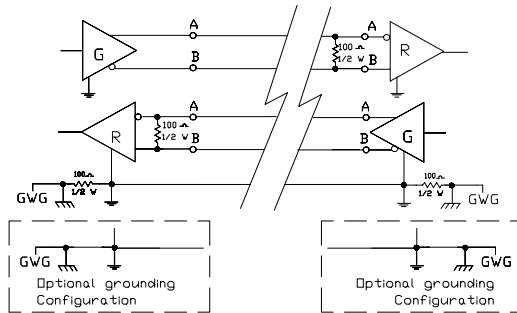 A A
G 100 Ω R
B 1/2 W B
A A
100 Ω
R 1/2 W B B G
100Ω 100Ω
GWG 1/2 W 1/2 W GWG
GWG GWG
Optional grounding Optional grounding
Configuration Configuration